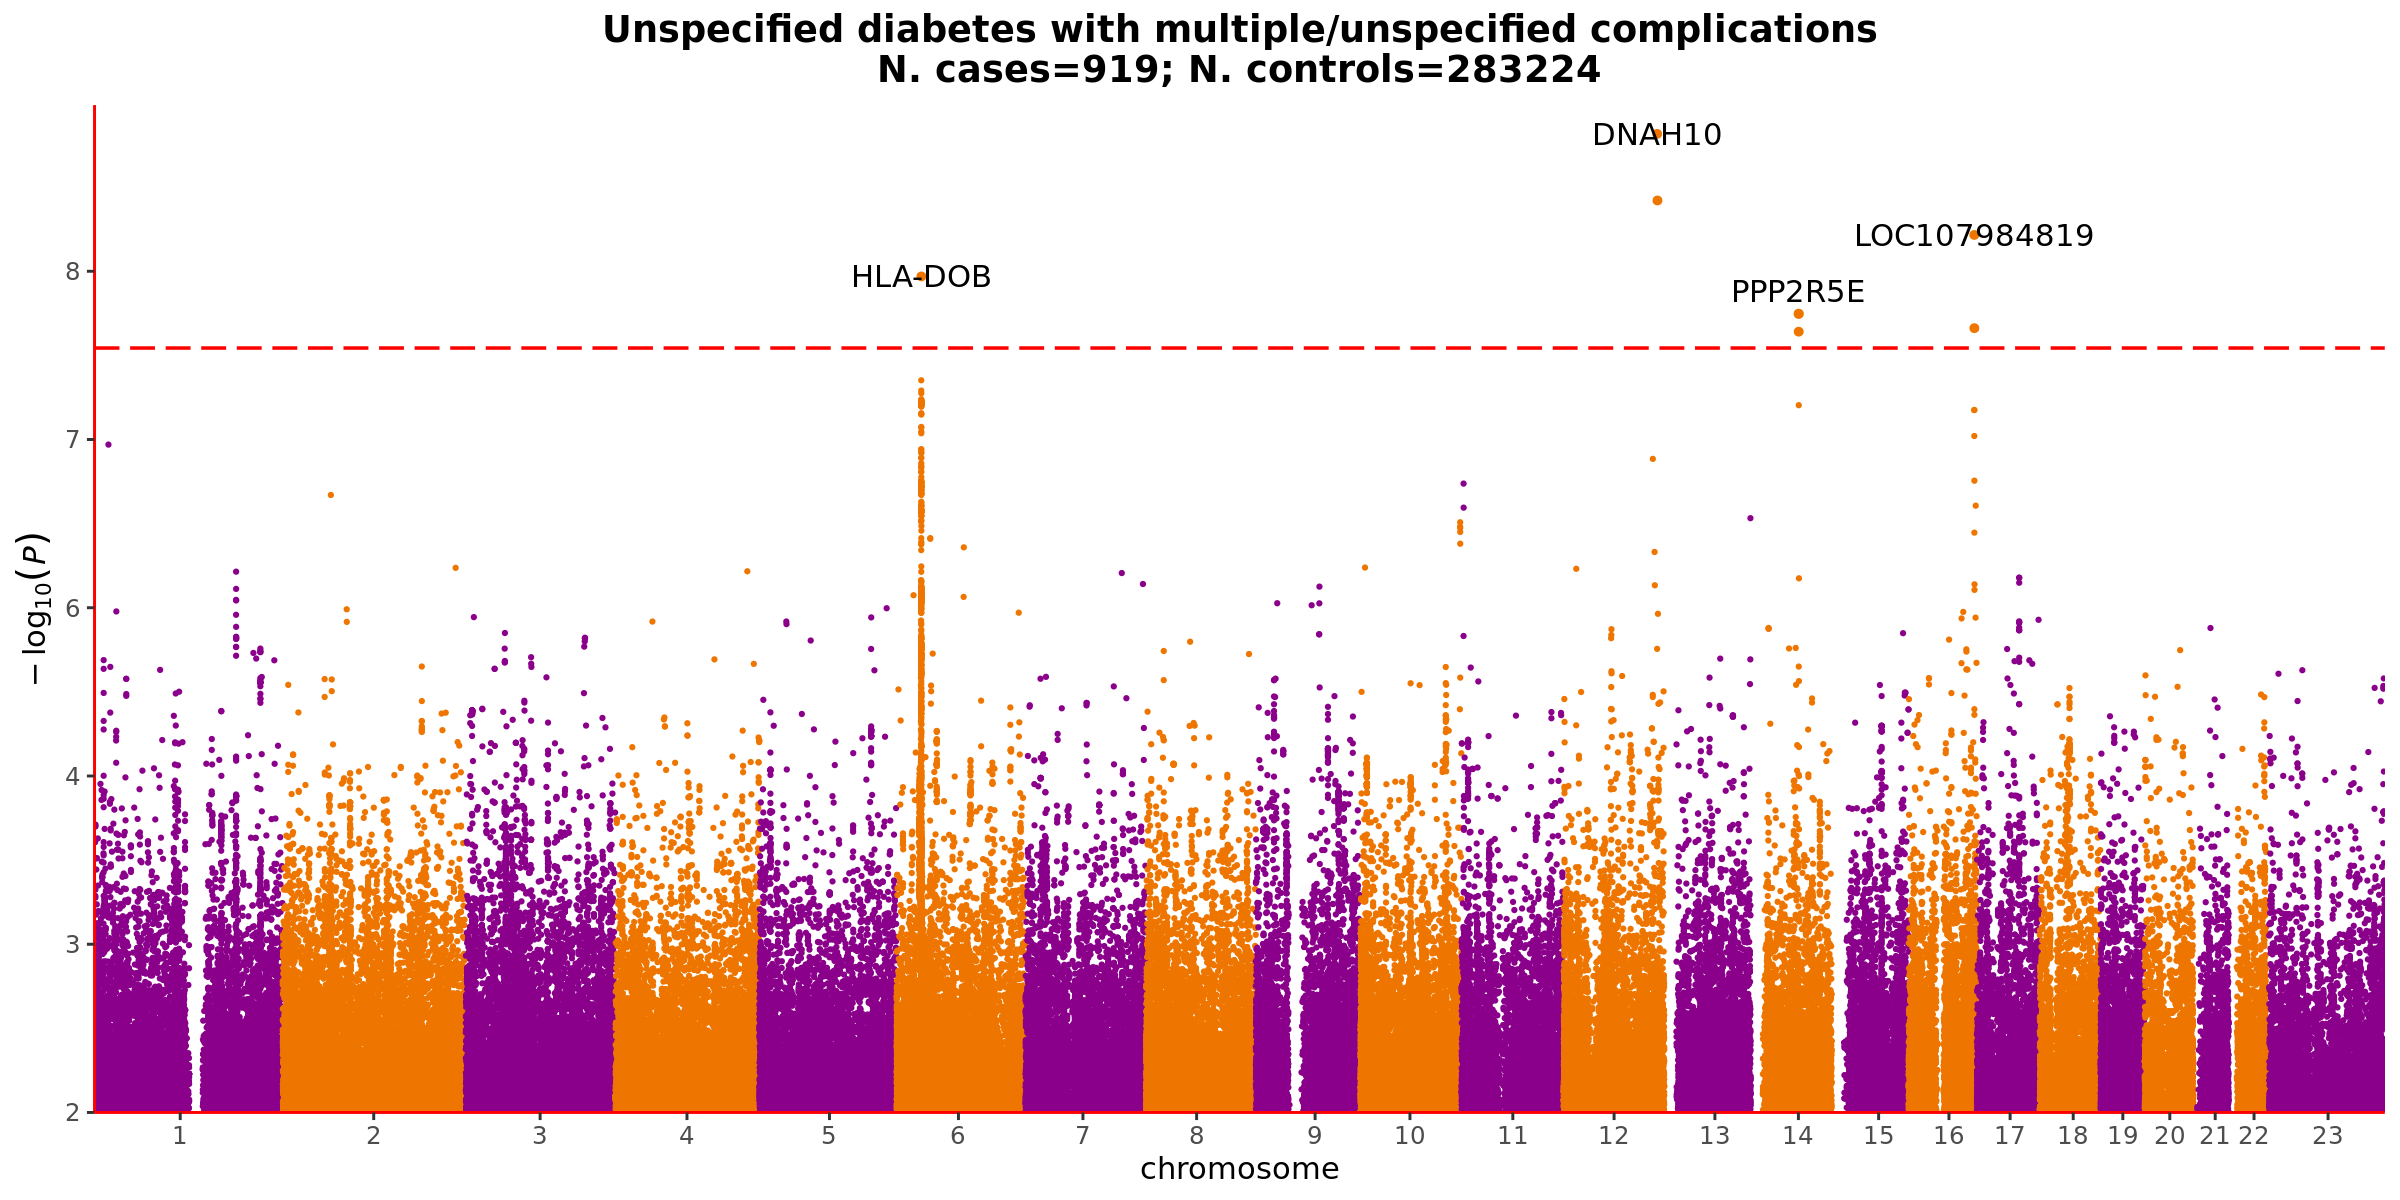 Unspecified diabetes with multiple/unspecified complications
N. cases=919; N. controls=283224
DNAH10
LOC107984819
HLA-DOB
PPP2R5E
8
7
6
4
3
2
− log10(P)
1 2 3 4 5 6 7 8 9 10 11 12 13 14 15 16 17 18 19 20 21 22 23
chromosome